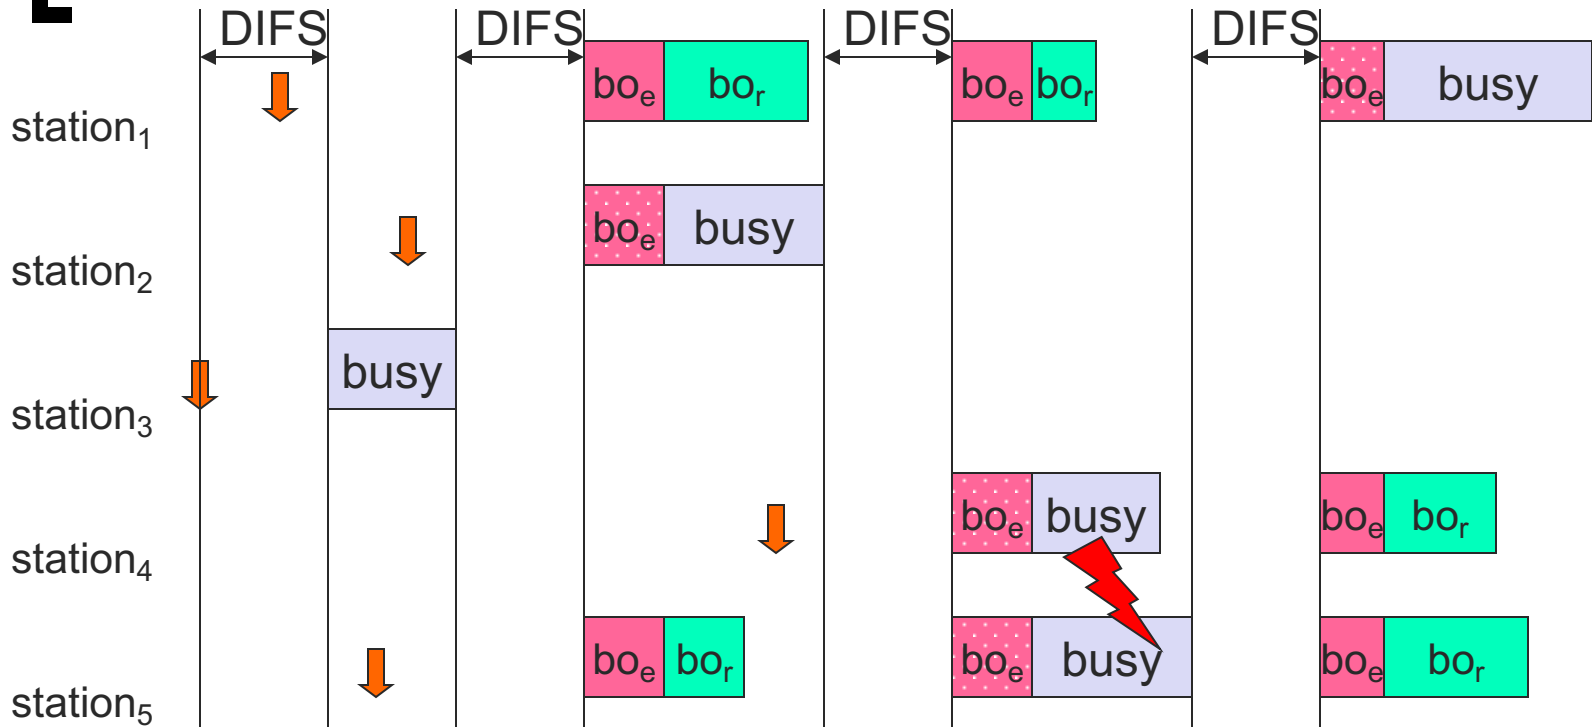 DIFS DIFS DIFS DIFS
station1 boe bor boe bor boe busy
station2 boe busy
station3 busy
station4 boe busy boe bor
station5 boe bor boe busy boe bor